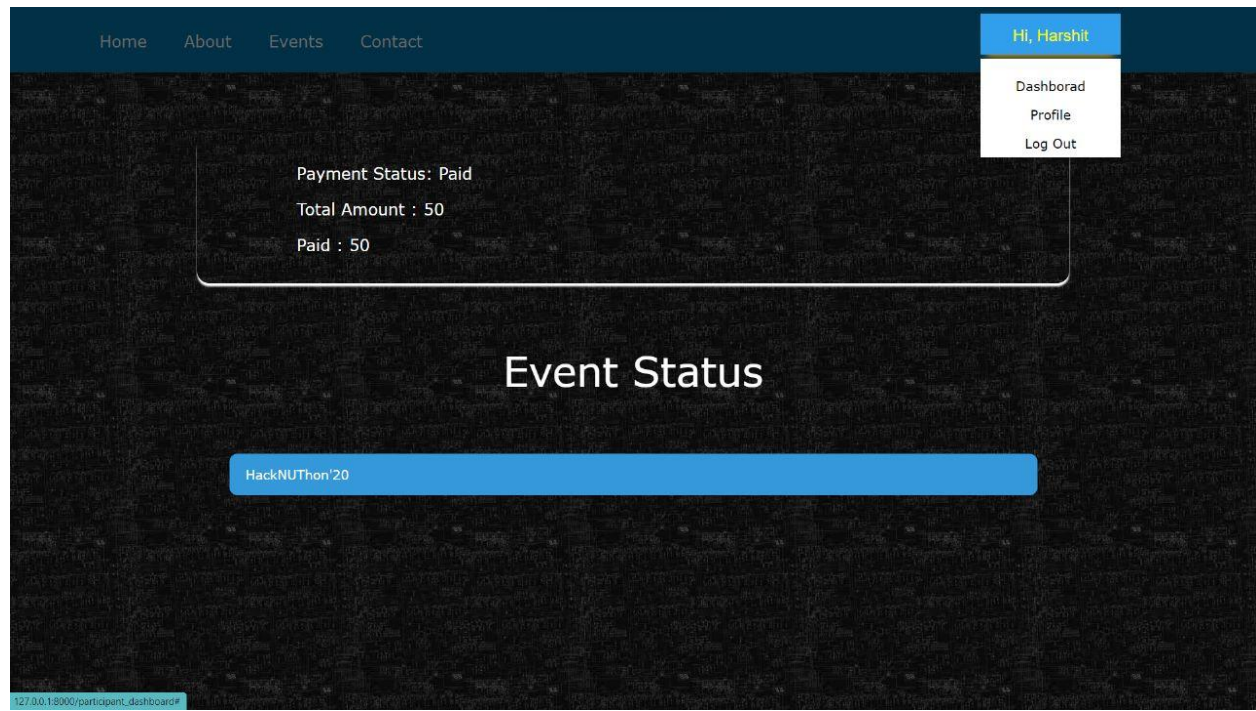 Home About Events Contact
Hi, Harshit
Dashborad
Profile
Log Out
Payment Status: Paid
Total Amount : 50
Paid : 50
Event Status
HackNUThon'20
127.0.0.1:8000/participant_dashboard#